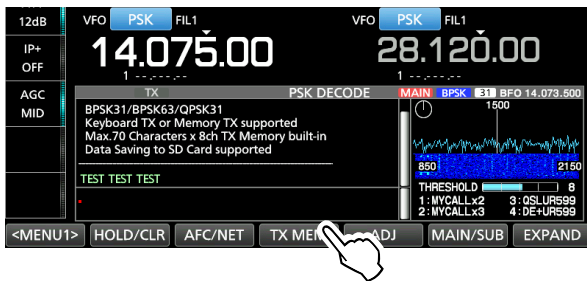 12dB
VFO PSK FIL1 VFO PSK FIL1
IP+
OFF
14.075.00 28.120.00
1 --.---.-- 1 --.---.--
AGC
MID
TX PSK DECODE MAIN BPSK 31 BFO 14.073.500
1500
BPSK31/BPSK63/QPSK31
Keyboard TX or Memory TX supported
Max.70 Characters x 8ch TX Memory built-in
Data Saving to SD Card supported
850 2150
TEST TEST TEST
THRESHOLD 8
1:MYCALLx2 3:QSLUR599
2:MYCALLx3 4:DE+UR599
<MENU1> HOLD/CLR AFC/NET TX MEM ADJ MAIN/SUB EXPAND